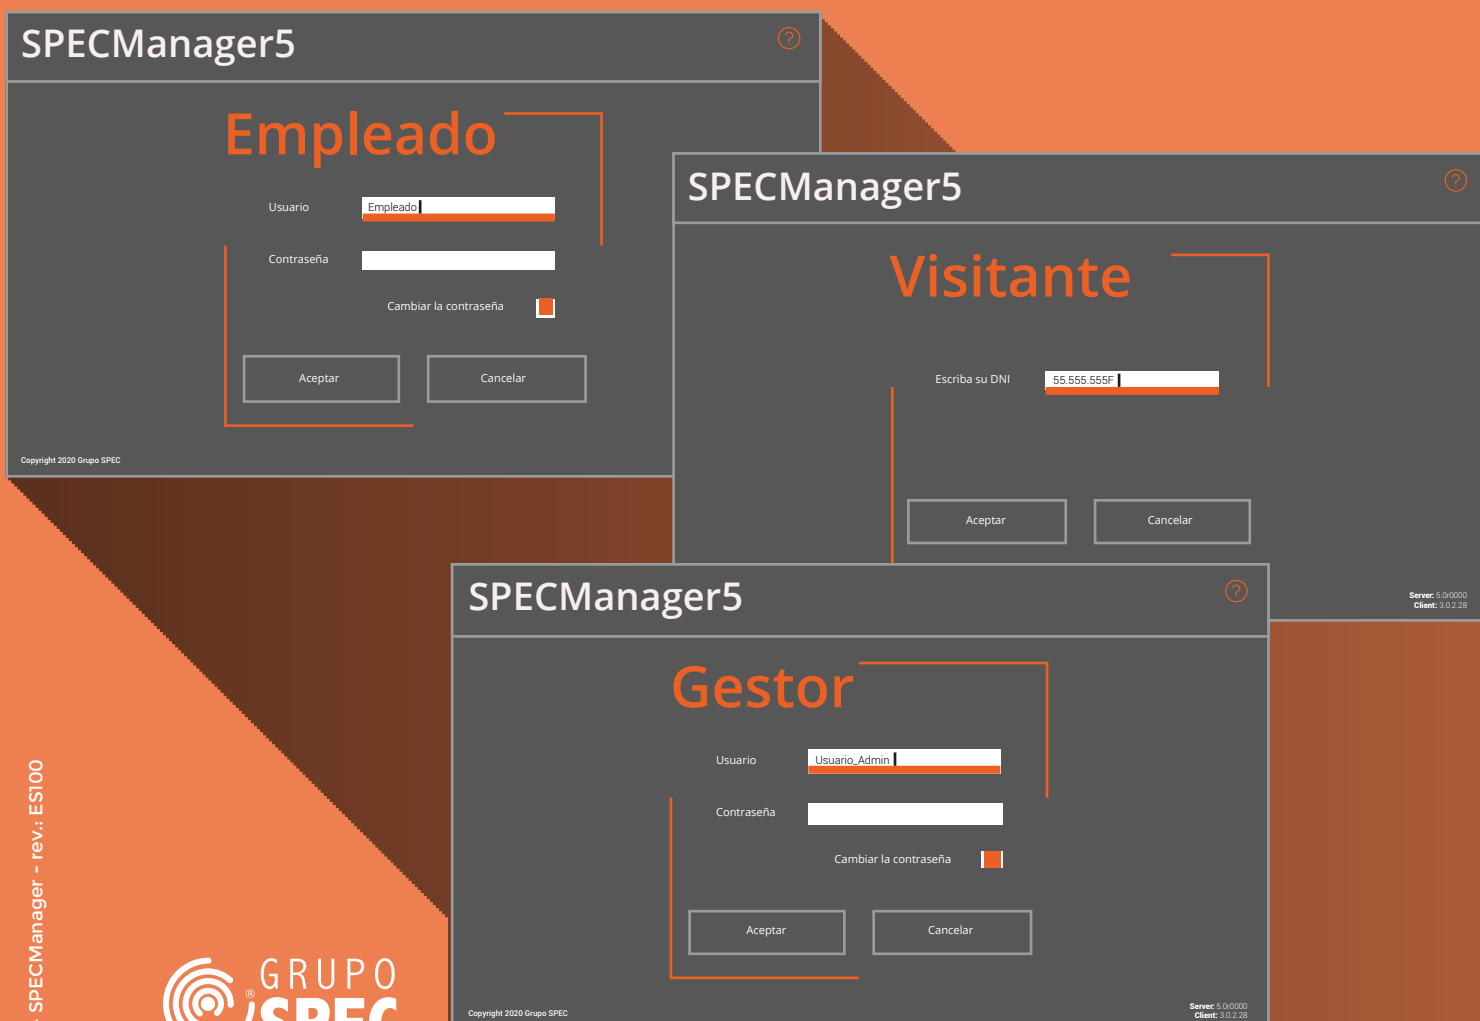 SPECManager5
?
Empleado
Usuario
Empleado
Contraseña
Cambiar la contraseña
Aceptar
Cancelar
Copyright 2020 Grupo SPEC
SPECManager5
?
Visitante
Escriba su DNI
55.555.555F
Aceptar
Cancelar
Server: 5.0r0000
Client: 3.0.2.28
SPECManager5
?
Gestor
Usuario
Usuario_Admin
Contraseña
Cambiar la contraseña
Aceptar
Cancelar
Copyright 2020 Grupo SPEC
Server: 5.0r0000
Client: 3.0.2.28
- SPECManager - rev.: ES100
GRUPO
® SPEC